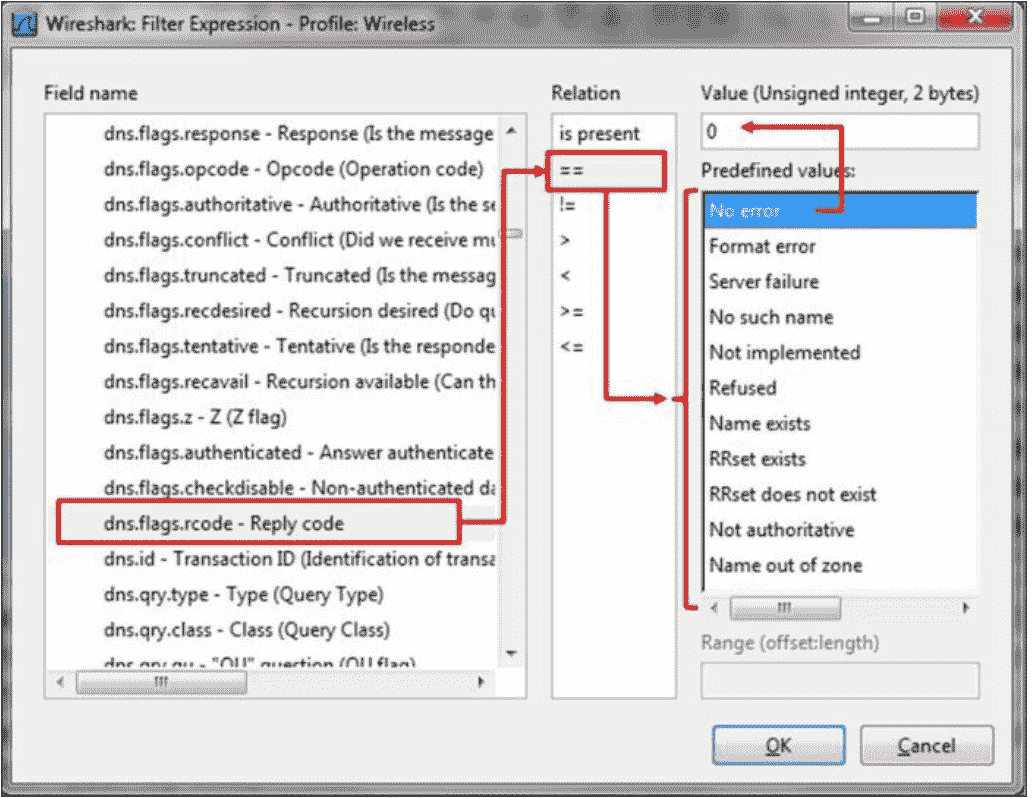 Wireshark: Filter Expression - Profile: Wireless
Field name
dns.flags.response - Response (Is the message
dns.flags.opcode - Opcode (Operation code)
dns.flags.authoritative - Authoritative (Is the se
dns.flags.conflict - Conflict (Did we receive mu
dns.flags.truncated - Truncated (Is the messag
dns.flags.recdesired - Recursion desired (Do qu
dns.flags.tentative - Tentative (Is the responde
dns.flags.recavail - Recursion available (Can th
dns.flags.z - Z (Z flag)
dns.flags.authenticated - Answer authenticate
dns.flags.checkdisable - Non-authenticated da
dns.flags.rcode - Reply code
dns.id - Transaction ID (Identification of transa
dns.qry.type - Type (Query Type)
dns.qry.class - Class (Query Class)
dns.qry.qu - "QU" question (QU flag)
Relation
is present
==
!=
>
<
>=
<=
Value (Unsigned integer, 2 bytes)
0
Predefined values:
No error
Format error
Server failure
No such name
Not implemented
Refused
Name exists
RRset exists
RRset does not exist
Not authoritative
Name out of zone
Range (offset:length)
OK
Cancel